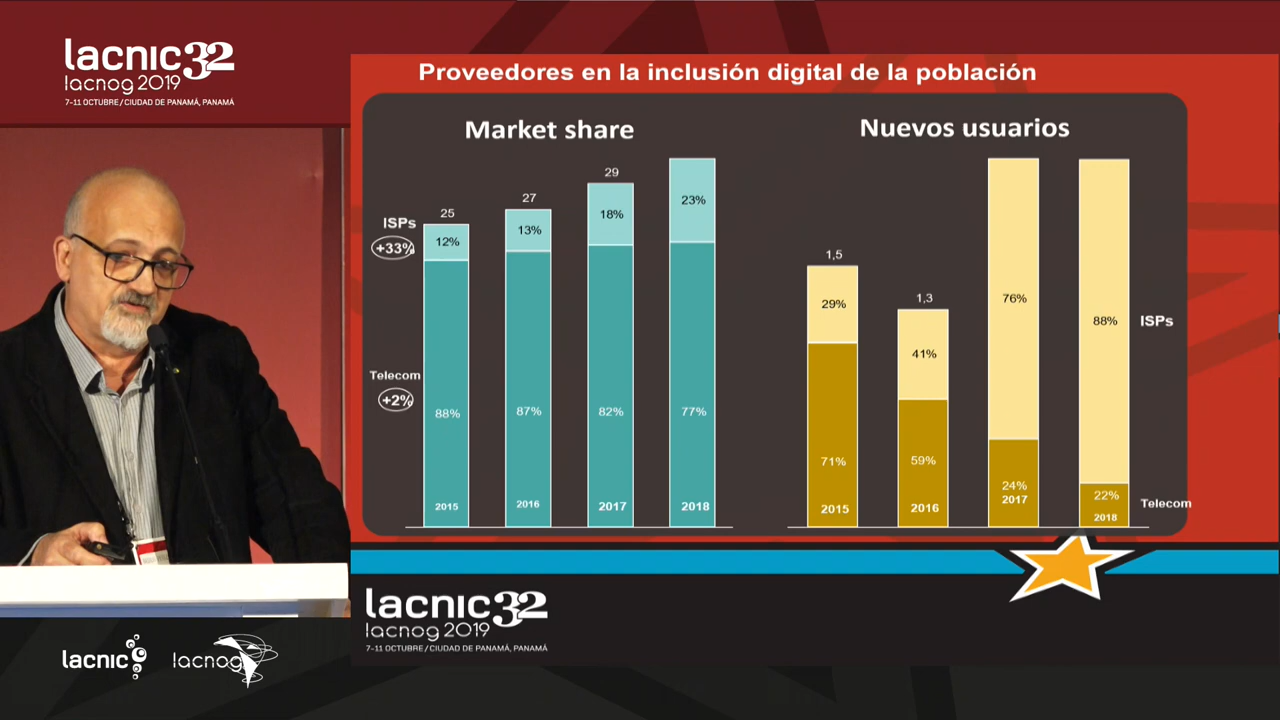 lacnic32
lacnog 2019
7-11 OCTUBRE / CIUDAD DE PANAMÁ, PANAMÁ
Proveedores en la inclusión digital de la población
Market share
ISPs
+33%
Telecom
+2%
25
12%
88%
2015
27
13%
87%
2016
29
18%
82%
2017
23%
77%
2018
Nuevos usuarios
1,5
29%
71%
2015
1,3
41%
59%
2016
76%
24%
2017
88%
22%
2018
ISPs
Telecom
lacnic32
lacnog 2019
7-11 OCTUBRE / CIUDAD DE PANAMÁ, PANAMÁ
lacnic
lacnog